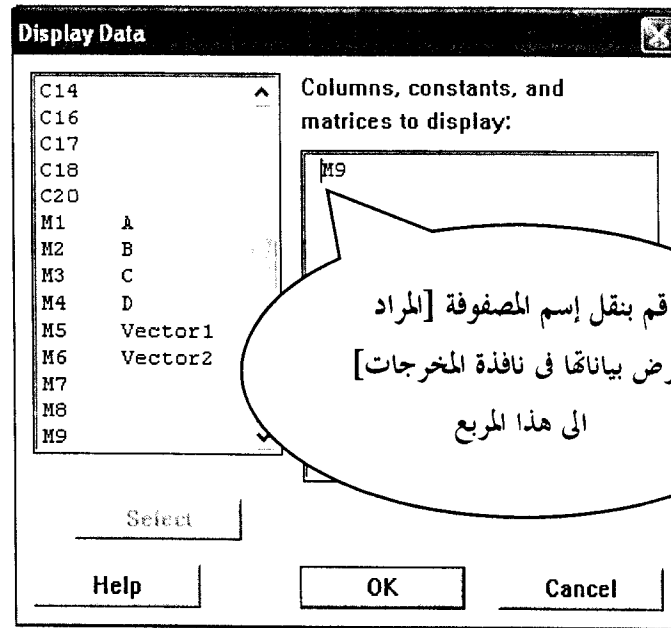 Display Data
C14
C16
C17
C18
C20
M1 A
M2 B
M3 C
M4 D
M5 Vector1
M6 Vector2
M7
M8
M9
Columns, constants, and
matrices to display:
M9
قم بنقل إسم المصفوفة [المراد
رض بياناتها فى نافذة المخرجات]
الى هذا المربع
Select
Help
OK
Cancel